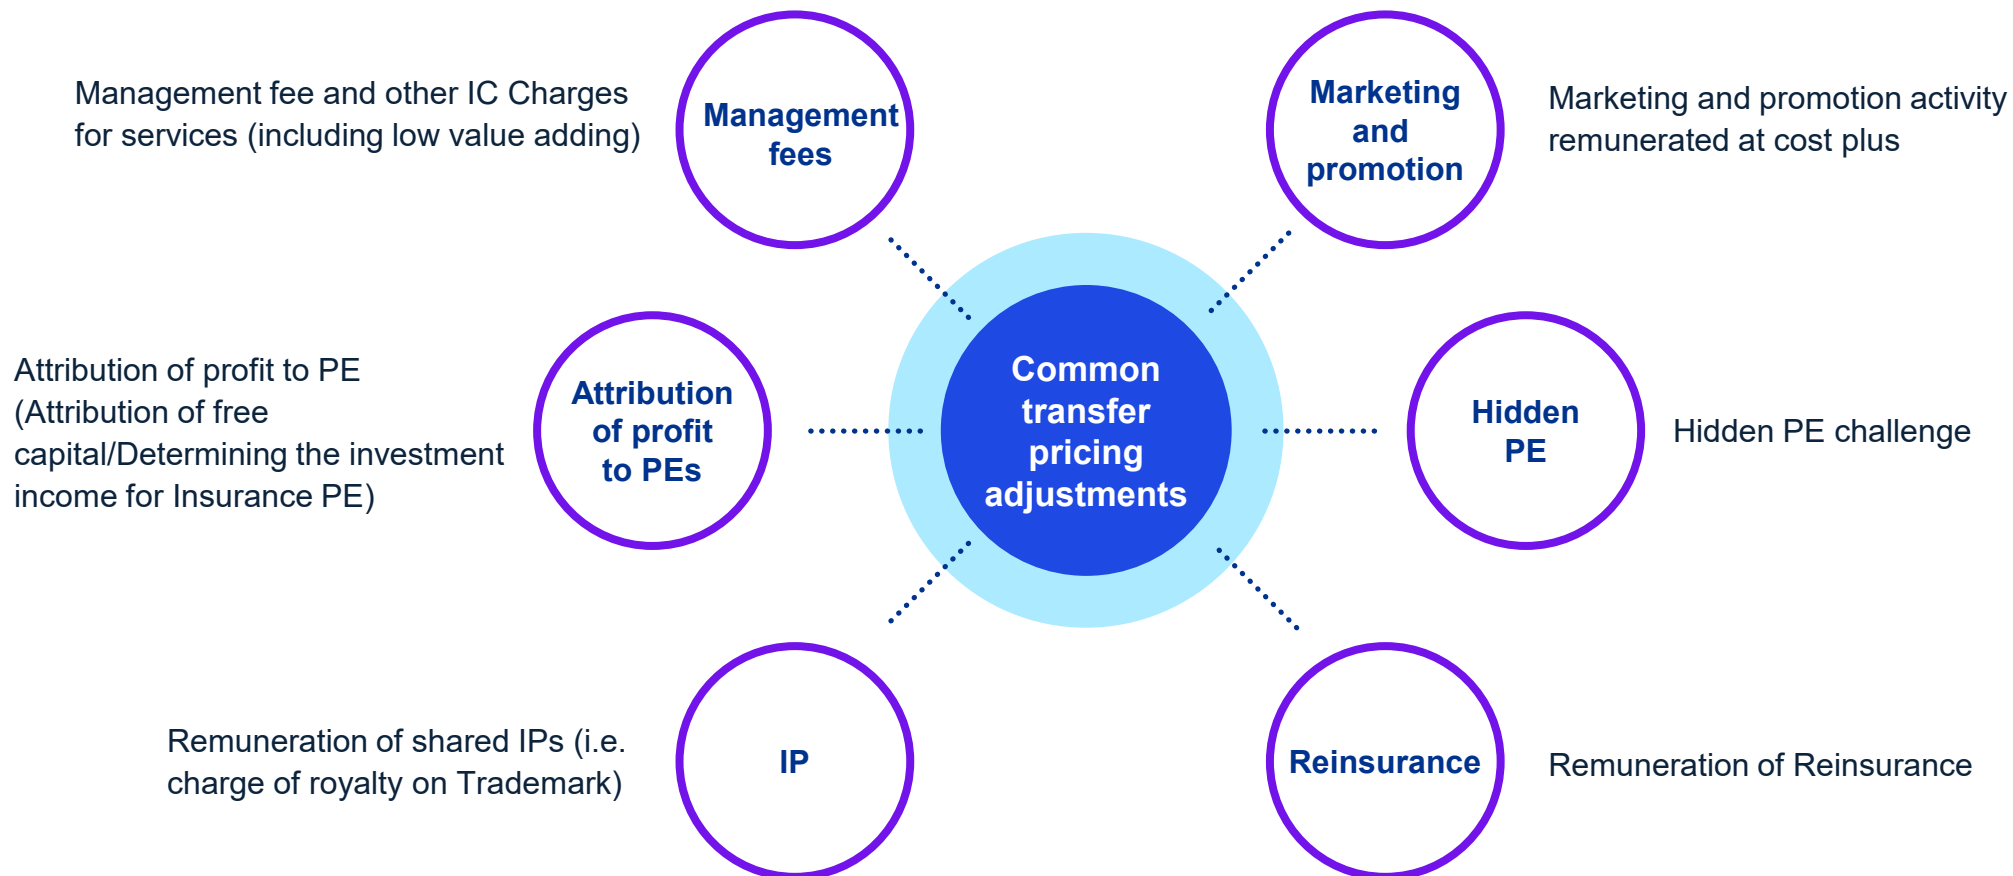 Management fee and other IC Charges
for services (including low value adding)
Management
fees
Marketing
and
promotion
Marketing and promotion activity
remunerated at cost plus
Attribution of profit to PE
(Attribution of free
capital/Determining the investment
income for Insurance PE)
Attribution
of profit
to PEs
Common
transfer
pricing
adjustments
Hidden
PE
Hidden PE challenge
Remuneration of shared IPs (i.e.
charge of royalty on Trademark)
IP
Reinsurance
Remuneration of Reinsurance